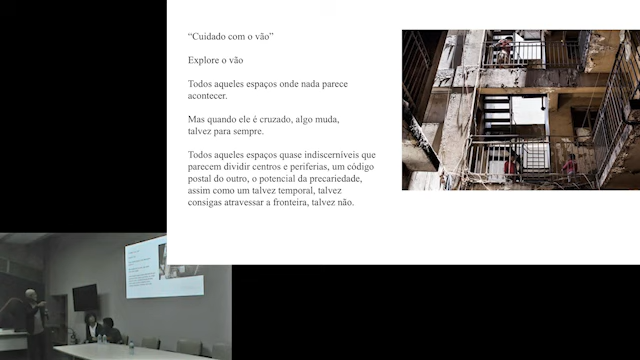 “Cuidado com o vão”
Explore o vão
Todos aqueles espaços onde nada parece
acontecer.
Mas quando ele é cruzado, algo muda,
talvez para sempre.
Todos aqueles espaços quase indiscerníveis que
parecem dividir centros e periferias, um código
postal do outro, o potencial da precariedade,
assim como um talvez temporal, talvez
consigas atravessar a fronteira, talvez não.